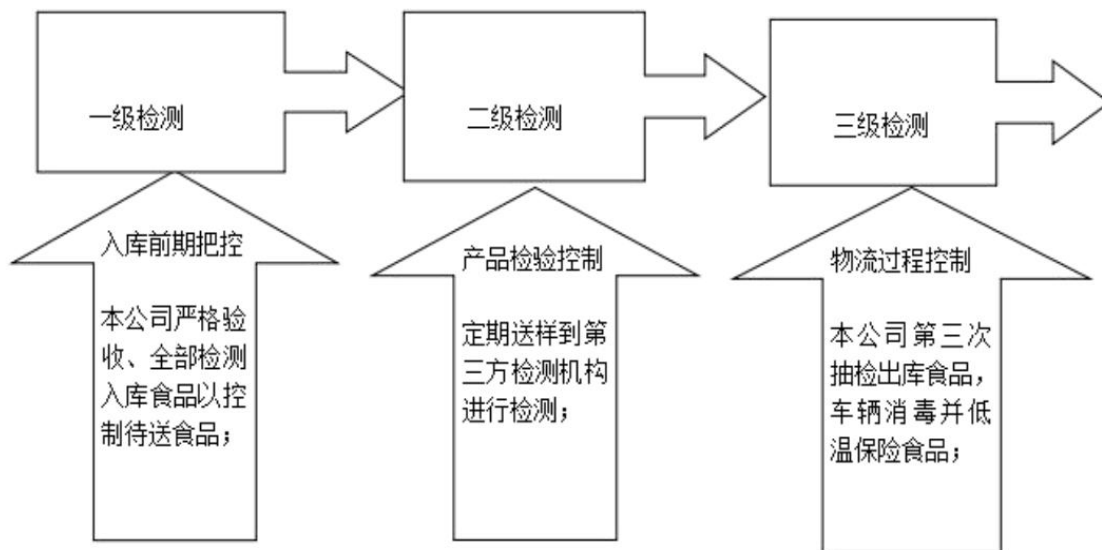 一级检测
二级检测
三级检测
入库前期把控
本公司严格验
收、全部检测
入库食品以控
制待送食品；
产品检验控制
定期送样到第
三方检测机构
进行检测；
物流过程控制
本公司第三次
抽检出库食品，
车辆消毒并低
温保险食品；